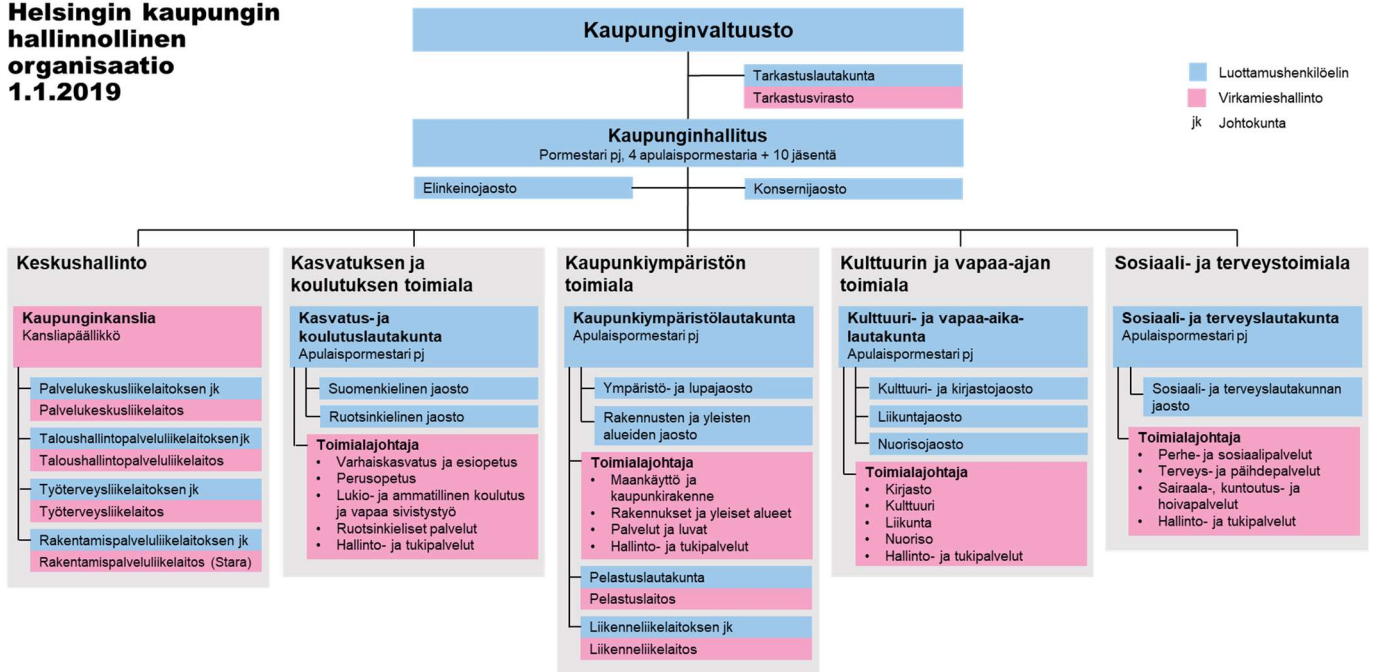 Helsingin kaupungin
hallinnollinen
organisaatio
1.1.2019
Kaupunginvaltuusto
Tarkastuslautakunta
Tarkastusvirasto
Luottamushenkilöelin
Virkamieshallinto
jk Johtokunta
Kaupunginhallitus
Pormestari pj, 4 apulaispormestaria + 10 jäsentä
Elinkeinojaosto
Konsernijaosto
Keskushallinto
Kaupunginkanslia
Kansliapäällikkö
Palvelukeskusliikelaitoksen jk
Palvelukeskusliikelaitos
Taloushallintopalveluliikelaitoksen jk
Taloushallintopalveluliikelaitos
Työterveysliikelaitoksen jk
Työterveysliikelaitos
Rakentamispalveluliikelaitoksen jk
Rakentamispalveluliikelaitos (Stara)
Kasvatuksen ja
koulutuksen toimiala
Kasvatus- ja
koulutuslautakunta
Apulaispormestari pj
Suomenkielinen jaosto
Ruotsinkielinen jaosto
Toimialajohtaja
• Varhaiskasvatus ja esiopetus
• Perusopetus
• Lukio- ja ammatillinen koulutus
ja vapaa sivistystyö
• Ruotsinkieliset palvelut
• Hallinto- ja tukipalvelut
Kaupunkiympäristön
toimiala
Kaupunkiympäristölautakunta
Apulaispormestari pj
Ympäristö- ja lupajaosto
Rakennusten ja yleisten
alueiden jaosto
Toimialajohtaja
• Maankäyttö ja
kaupunkirakenne
• Rakennukset ja yleiset alueet
• Palvelut ja luvat
• Hallinto- ja tukipalvelut
Pelastuslautakunta
Pelastuslaitos
Liikenneliikelaitoksen jk
Liikenneliikelaitos
Kulttuurin ja vapaa-ajan
toimiala
Kulttuuri- ja vapaa-aika-
lautakunta
Apulaispormestari pj
Kulttuuri- ja kirjastojaosto
Liikuntajaosto
Nuorisojaosto
Toimialajohtaja
• Kirjasto
• Kulttuuri
• Liikunta
• Nuoriso
• Hallinto- ja tukipalvelut
Sosiaali- ja terveystoimiala
Sosiaali- ja terveyslautakunta
Apulaispormestari pj
Sosiaali- ja terveyslautakunnan
jaosto
Toimialajohtaja
• Perhe- ja sosiaalipalvelut
• Terveys- ja päihdepalvelut
• Sairaala-, kuntoutus- ja
hoivapalvelut
• Hallinto- ja tukipalvelut